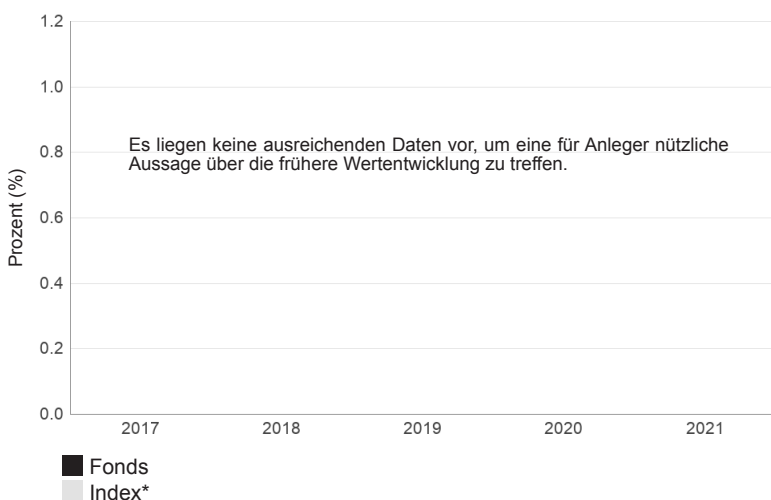 1.2
1.0
Es liegen keine ausreichenden Daten vor, um eine für Anleger nützliche
Aussage über die frühere Wertentwicklung zu treffen.
0.8
Prozent (%)
0.6
0.4
0.2
0.0
2017 2018 2019 2020 2021
Fonds
Index*